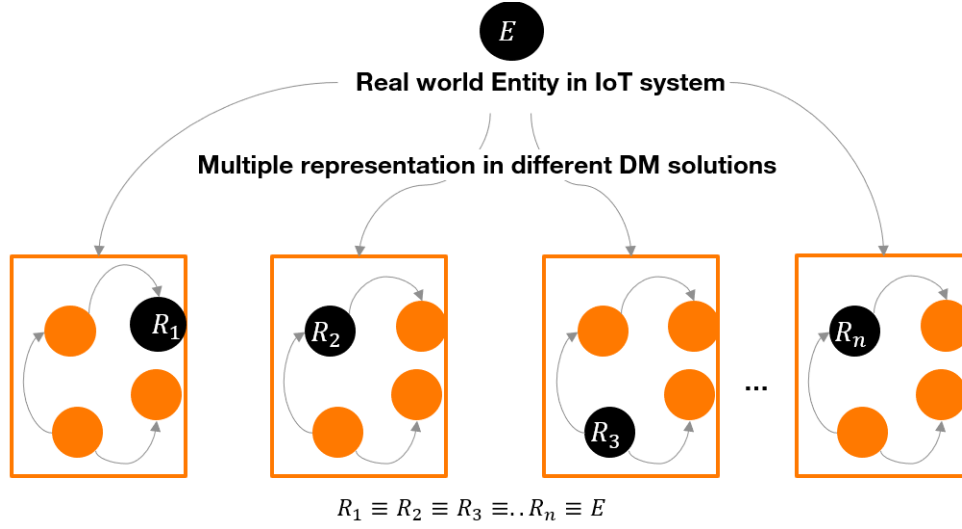 E
Real world Entity in IoT system
Multiple representation in different DM solutions
R₁
R₂
R₃
...
Rₙ
R₁ ≡ R₂ ≡ R₃ ≡.. Rₙ ≡ E